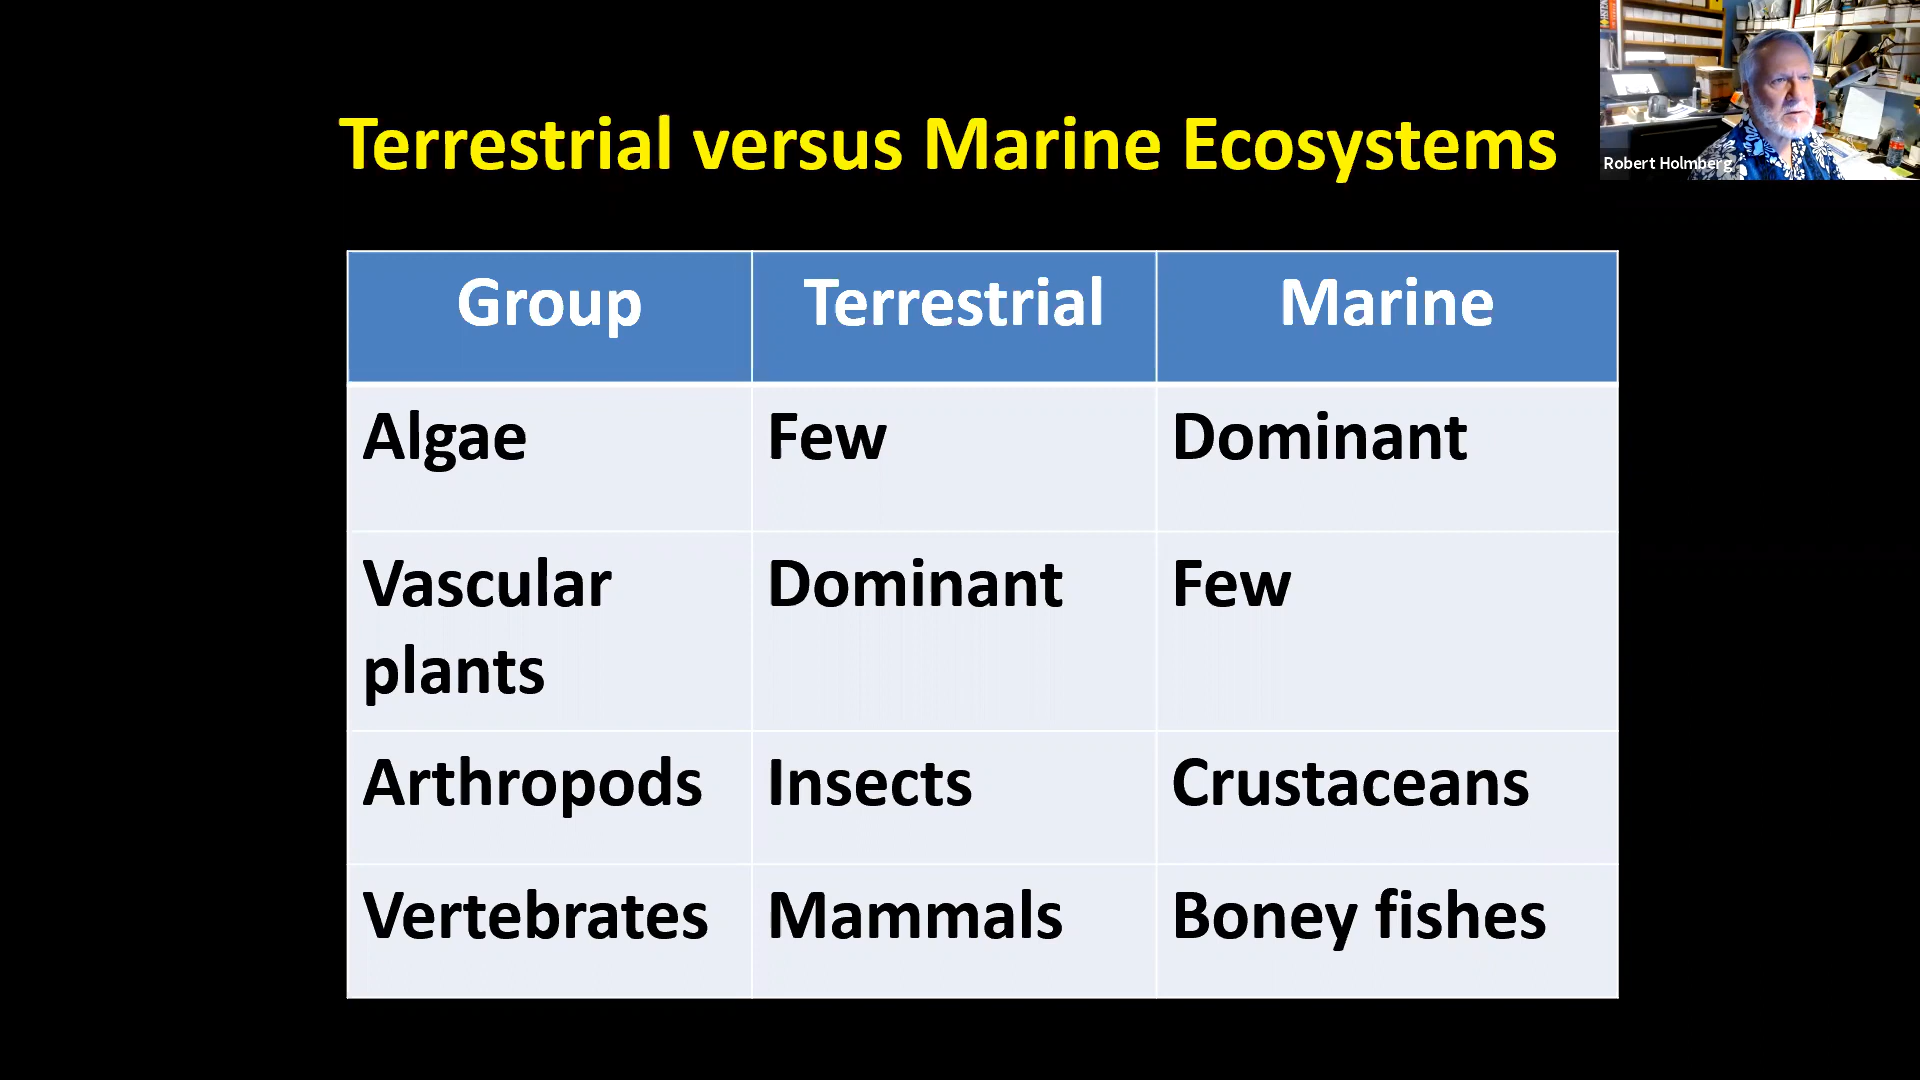 Terrestrial versus Marine Ecosystems
Robert Holmberg
Group Terrestrial Marine
Algae Few Dominant
Vascular plants Dominant Few
Arthropods Insects Crustaceans
Vertebrates Mammals Boney fishes